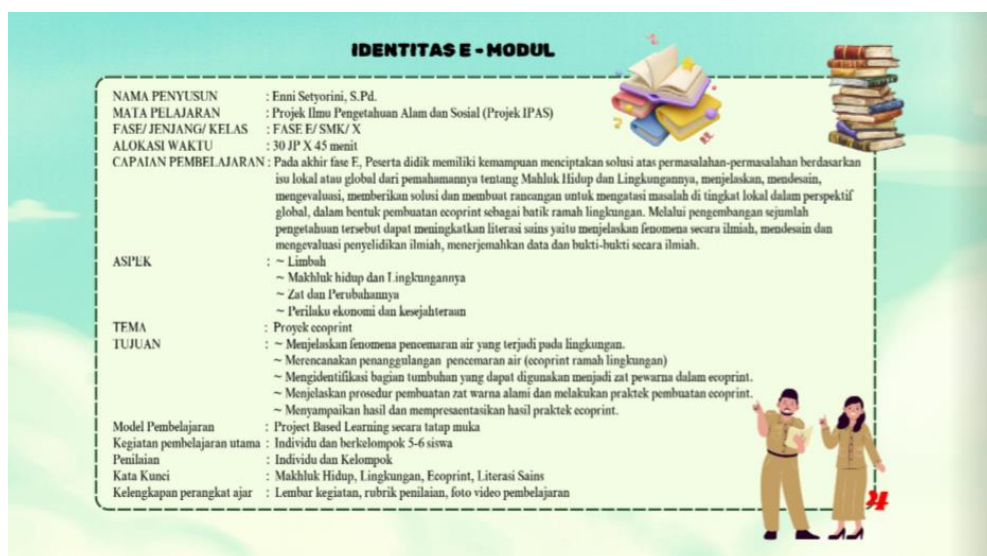 IDENTITAS E - MODUL
NAMA PENYUSUN : Enni Setyorini, S.Pd.
MATA PELAJARAN : Projek Ilmu Pengetahuan Alam dan Sosial (Projek IPAS)
FASE/ JENJANG/ KELAS : FASE E/ SMK/ X
ALOKASI WAKTU : 30 JP X 45 menit
CAPAIAN PEMBELAJARAN : Pada akhir fase E, Peserta didik memiliki kemampuan menciptakan solusi atas permasalahan-permasalahan berdasarkan
isu lokal atau global dari pemahamannya tentang Mahluk Hidup dan Lingkungannya, menjelaskan, mendesain,
mengevaluasi, memberikan solusi dan membuat rancangan untuk mengatasi masalah di tingkat lokal dalam perspektif
global, dalam bentuk pembuatan ecoprint sebagai batik ramah lingkungan. Melalui pengembangan sejumlah
pengetahuan tersebut dapat meningkatkan literasi sains yaitu menjelaskan fenomena secara ilmiah, mendesain dan
mengevaluasi penyelidikan ilmiah, menerjemahkan data dan bukti-bukti secara ilmiah.
ASPEK : ~ Limbah
~ Makhluk hidup dan Lingkungannya
~ Zat dan Perubahannya
~ Perilaku ekonomi dan kesejahteraan
TEMA : Proyek ecoprint
TUJUAN : ~ Menjelaskan fenomena pencemaran air yang terjadi pada lingkungan.
~ Merencanakan penanggulangan pencemaran air (ecoprint ramah lingkungan)
~ Mengidentifikasi bagian tumbuhan yang dapat digunakan menjadi zat pewarna dalam ecoprint.
~ Menjelaskan prosedur pembuatan zat warna alami dan melakukan praktek pembuatan ecoprint.
~ Menyampaikan hasil dan mempresaentasikan hasil praktek ecoprint.
Model Pembelajaran : Project Based Learning secara tatap muka
Kegiatan pembelajaran utama : Individu dan berkelompok 5-6 siswa
Penilaian : Individu dan Kelompok
Kata Kunci : Makhluk Hidup, Lingkungan, Ecoprint, Literasi Sains
Kelengkapan perangkat ajar : Lembar kegiatan, rubrik penilaian, foto video pembelajaran
4